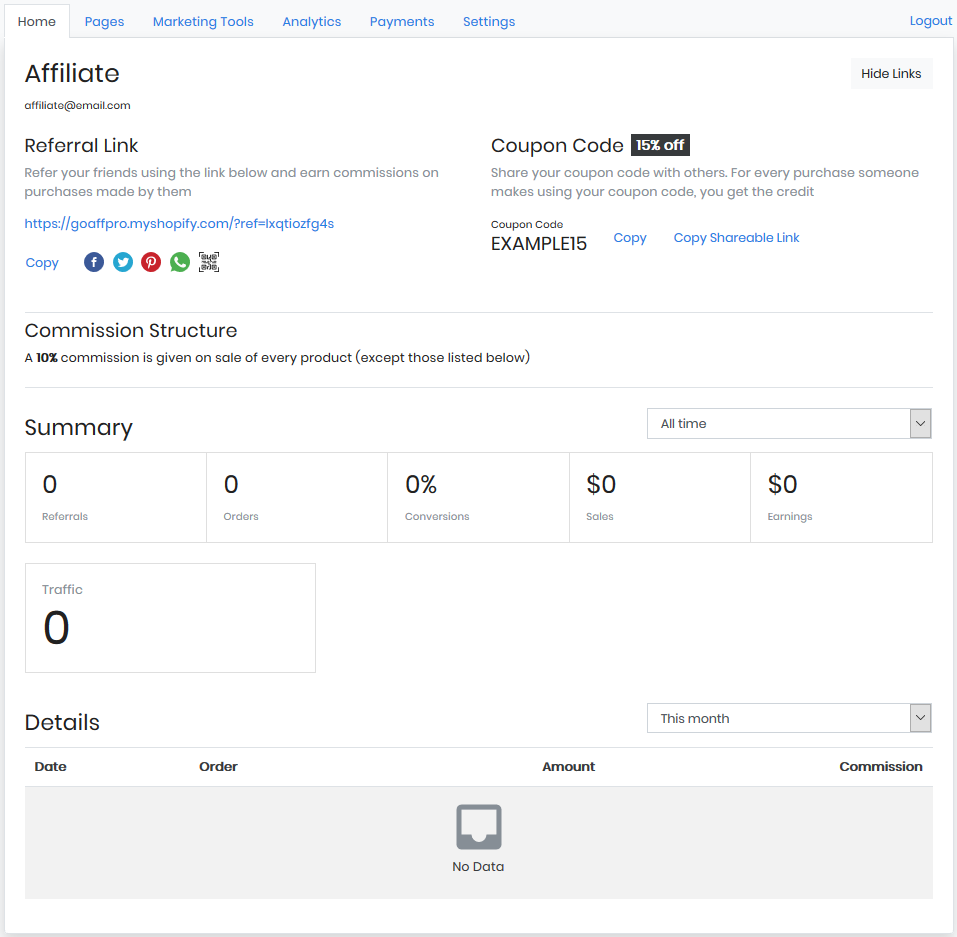 Home Pages Marketing Tools Analytics Payments Settings Logout
Affiliate
Hide Links
affiliate@email.com
Referral Link
Refer your friends using the link below and earn commissions on
purchases made by them
https://goaffpro.myshopify.com/?ref=lxqtiozfg4s
Copy
Coupon Code 15% off
Share your coupon code with others. For every purchase someone
makes using your coupon code, you get the credit
Coupon Code
EXAMPLE15 Copy Copy Shareable Link
Commission Structure
A 10% commission is given on sale of every product (except those listed below)
Summary
All time
0
Referrals
0
Orders
0%
Conversions
$0
Sales
$0
Earnings
Traffic
0
Details
This month
Date Order Amount Commission
No Data